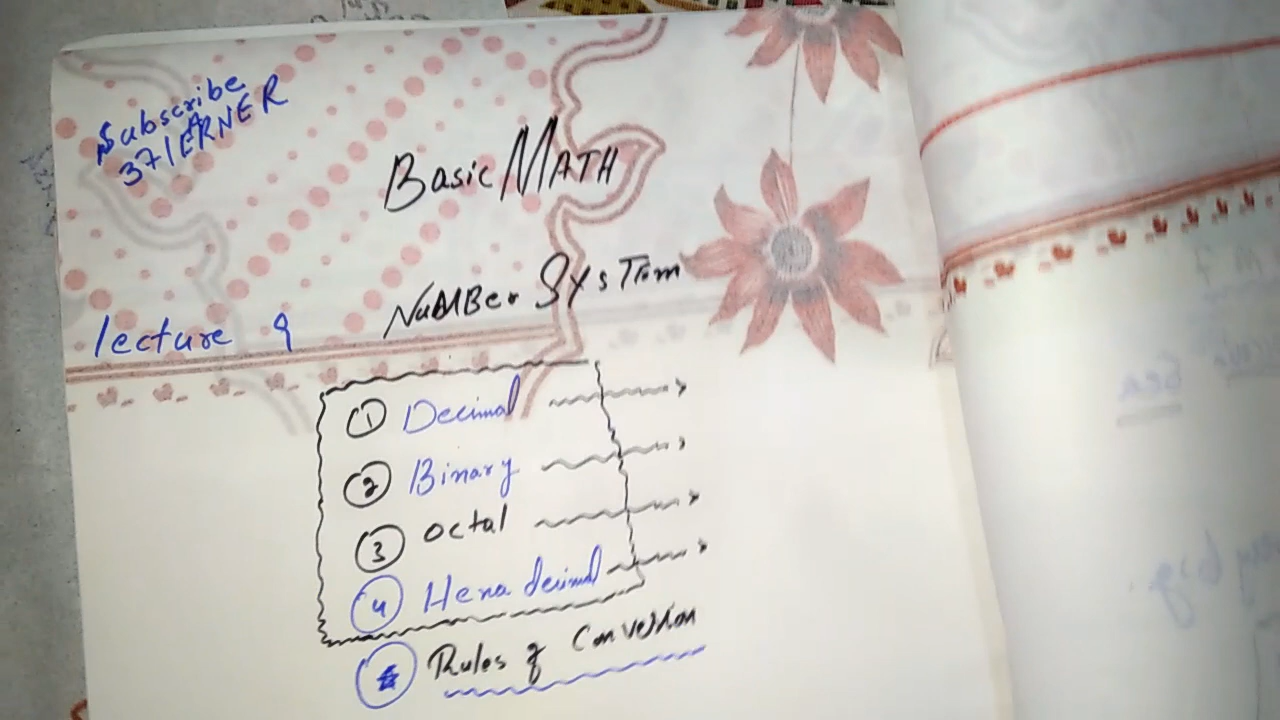 Subscribe
37LEARNER
Basic MATH
NuMBer SYsTem
lecture 9
① Decimal
② Binary
③ octal
④ Hexa decimal
Rules of Conversion